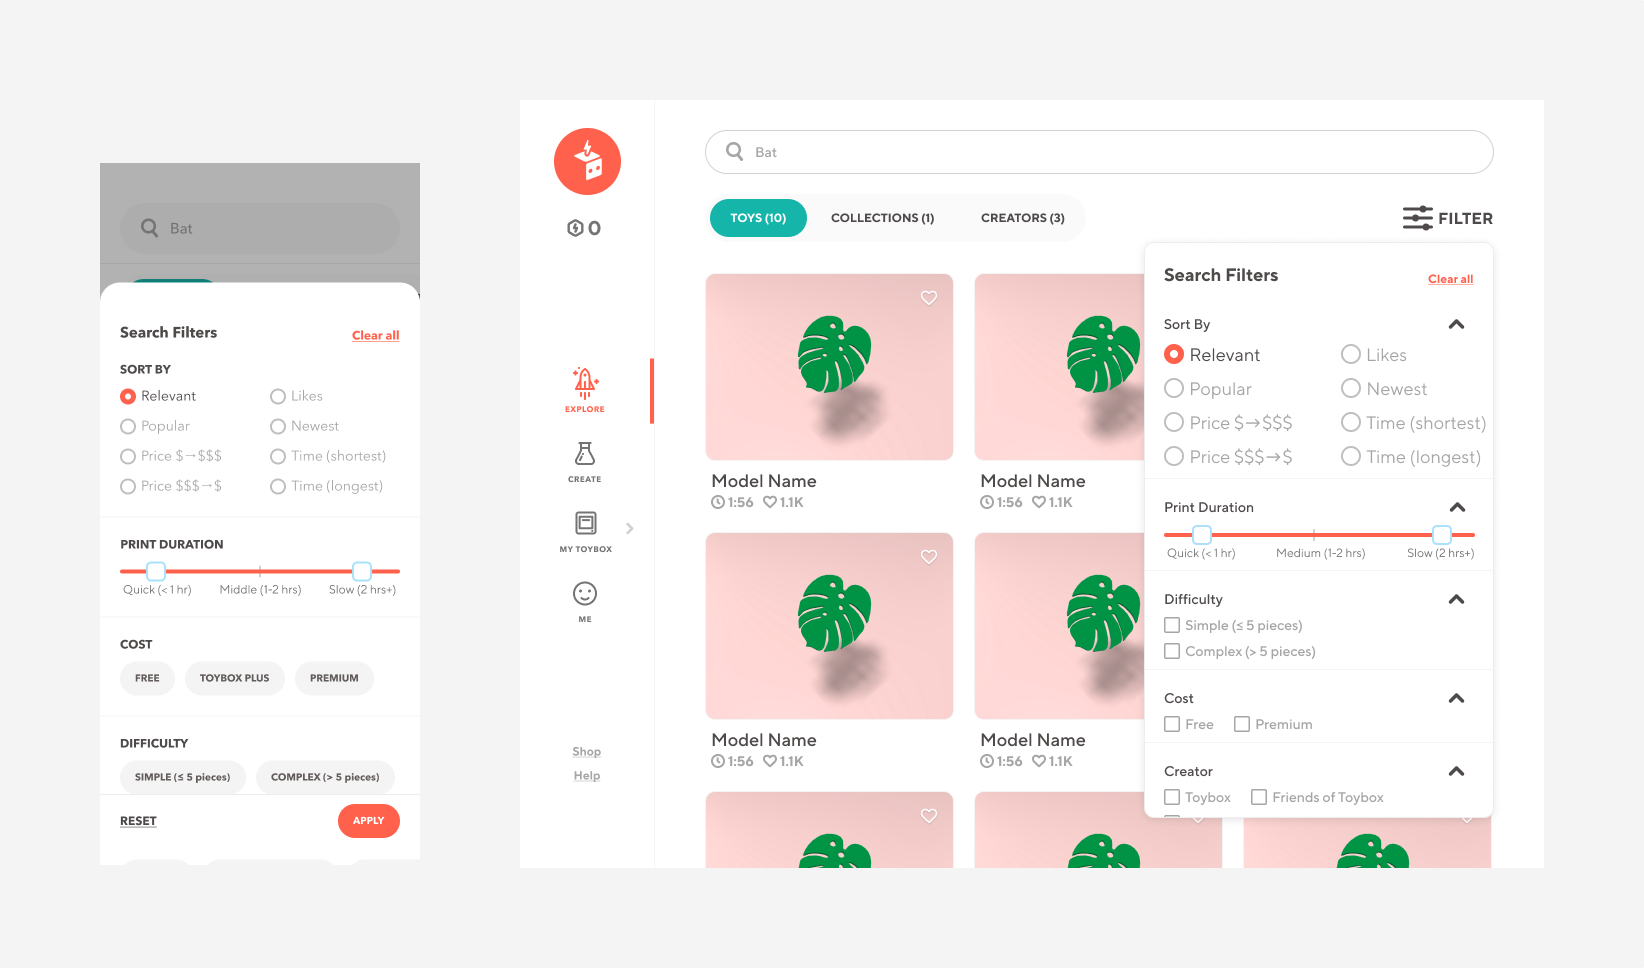 Bat
Search Filters
Clear all
SORT BY
Relevant
Likes
Popular
Newest
Price $→$$$
Time (shortest)
Price $$$→$
Time (longest)
PRINT DURATION
Quick (< 1 hr)
Middle (1-2 hrs)
Slow (2 hrs+)
COST
FREE
TOYBOX PLUS
PREMIUM
DIFFICULTY
SIMPLE (≤ 5 pieces)
COMPLEX (> 5 pieces)
RESET
APPLY
0
EXPLORE
CREATE
MY TOYBOX
ME
Shop
Help
Bat
TOYS (10)
COLLECTIONS (1)
CREATORS (3)
FILTER
Model Name
1:56
1.1K
Model Name
1:56
1.1K
Model Name
1:56
1.1K
Model Name
1:56
1.1K
Search Filters
Clear all
Sort By
Relevant
Likes
Popular
Newest
Price $→$$$
Time (shortest)
Price $$$→$
Time (longest)
Print Duration
Quick (< 1 hr)
Medium (1-2 hrs)
Slow (2 hrs+)
Difficulty
Simple (≤ 5 pieces)
Complex (> 5 pieces)
Cost
Free
Premium
Creator
Toybox
Friends of Toybox